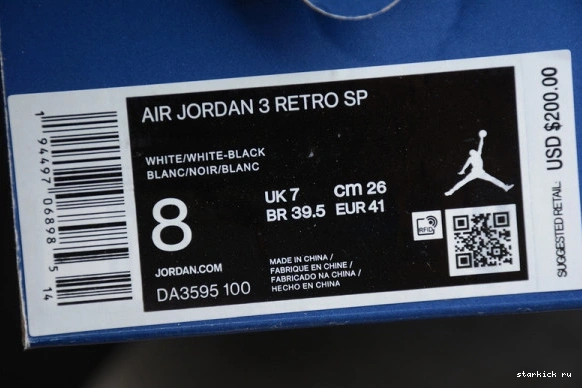 AIR JORDAN 3 RETRO SP
WHITE/WHITE-BLACK
BLANC/NOIR/BLANC
8
UK 7 cm 26
BR 39.5 EUR 41
JORDAN.COM
DA3595 100
MADE IN CHINA /
FABRIQUE EN CHINE /
FABRICADO NA CHINA /
HECHO EN CHINA
RFID
SUGGESTED RETAIL: USD $200.00
1 94497 06898 5 14
starkick ru